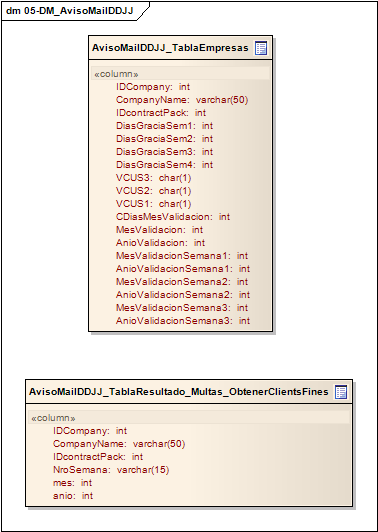 dm 05-DM_AvisoMailDDJJ
AvisoMailDDJJ_TablaEmpresas
«column»
IDCompany: int
CompanyName: varchar(50)
IDcontractPack: int
DiasGraciaSem1: int
DiasGraciaSem2: int
DiasGraciaSem3: int
DiasGraciaSem4: int
VCUS3: char(1)
VCUS2: char(1)
VCUS1: char(1)
CDiasMesValidacion: int
MesValidacion: int
AnioValidacion: int
MesValidacionSemana1: int
AnioValidacionSemana1: int
MesValidacionSemana2: int
AnioValidacionSemana2: int
MesValidacionSemana3: int
AnioValidacionSemana3: int
AvisoMailDDJJ_TablaResultado_Multas_ObtenerClientsFines
«column»
IDCompany: int
CompanyName: varchar(50)
IDcontractPack: int
NroSemana: varchar(15)
mes: int
anio: int